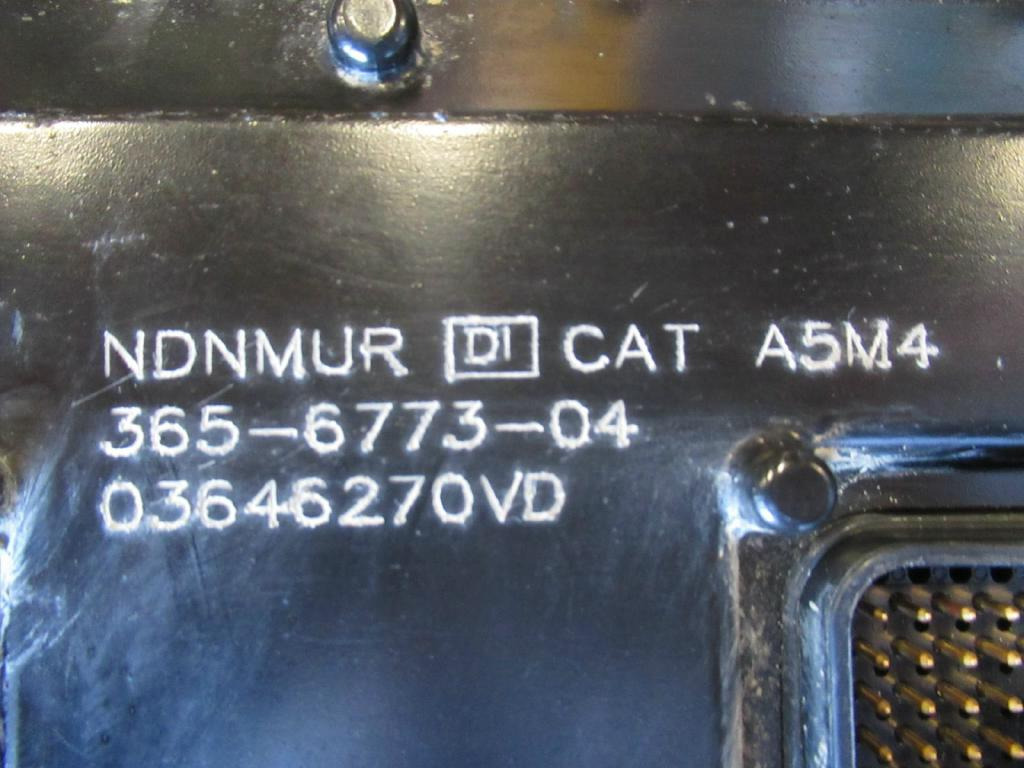 NDNMUR DI CAT A5M4
365-6773-04
03646270VD